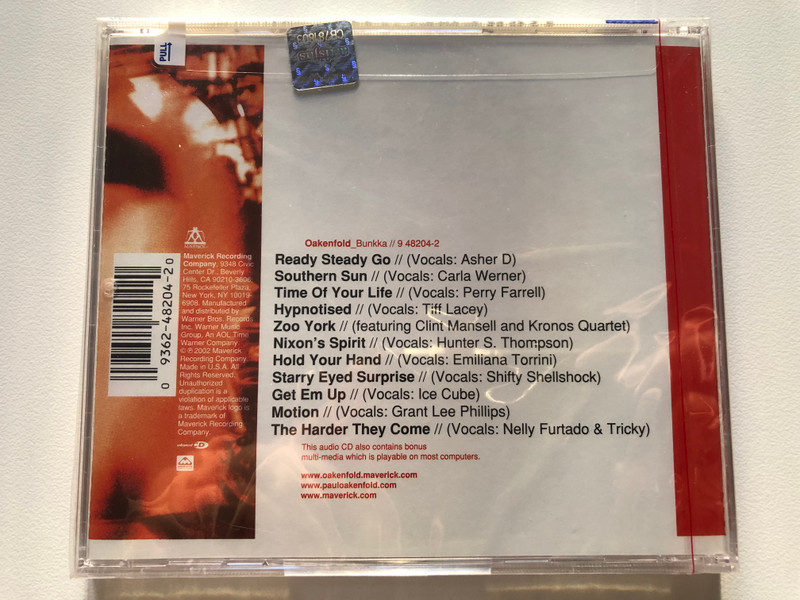 PULL
CB781803
Oakenfold_Bunkka // 9 48204-2
Ready Steady Go // (Vocals: Asher D)
Southern Sun // (Vocals: Carla Werner)
Time Of Your Life // (Vocals: Perry Farrell)
Hypnotised // (Vocals: Tiff Lacey)
Zoo York // (featuring Clint Mansell and Kronos Quartet)
Nixon's Spirit // (Vocals: Hunter S. Thompson)
Hold Your Hand // (Vocals: Emiliana Torrini)
Starry Eyed Surprise // (Vocals: Shifty Shellshock)
Get Em Up // (Vocals: Ice Cube)
Motion // (Vocals: Grant Lee Phillips)
The Harder They Come // (Vocals: Nelly Furtado & Tricky)
This audio CD also contains bonus
multi-media which is playable on most computers.
www.oakenfold.maverick.com
www.pauloakenfold.com
www.maverick.com
MAVERICK
Maverick Recording
Company, 9348 Civic
Center Dr., Beverly
Hills, CA 90210-3606,
75 Rockefeller Plaza,
New York, NY 10019-
6908. Manufactured
and distributed by
Warner Bros. Records
Inc. Warner Music
Group. An AOL Time
Warner Company.
© ℗ 2002 Maverick
Recording Company.
Made in U.S.A. All
Rights Reserved.
Unauthorized
duplication is a
violation of applicable
laws. Maverick logo is
a trademark of
Maverick Recording
Company.
0 9362-48204-2 0
enhanced CD